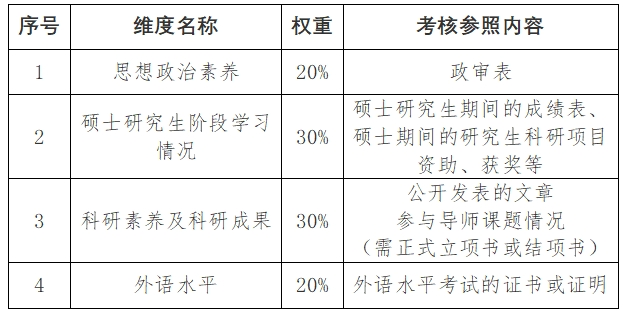 序号 维度名称 权重 考核参照内容
1 思想政治素养 20% 政审表
2 硕士研究生阶段学习情况 30% 硕士研究生期间的成绩表、硕士期间的研究生科研项目资助、获奖等
3 科研素养及科研成果 30% 公开发表的文章
参与导师课题情况
（需正式立项书或结项书）
4 外语水平 20% 外语水平考试的证书或证明